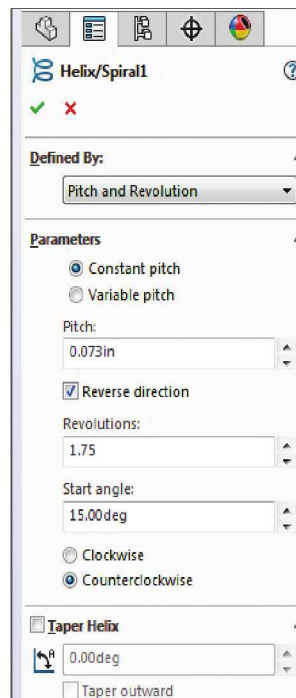 Helix/Spiral1
Defined By:
Pitch and Revolution
Parameters
Constant pitch
Variable pitch
Pitch:
0.073in
Reverse direction
Revolutions:
1.75
Start angle:
15.00deg
Clockwise
Counterclockwise
Taper Helix
0.00deg
Taper outward